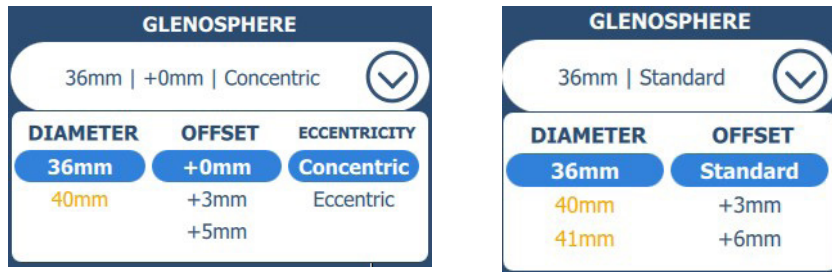 GLENOSPHERE
36mm | +0mm | Concentric
DIAMETER OFFSET ECCENTRICITY
36mm +0mm Concentric
40mm +3mm Eccentric
+5mm
GLENOSPHERE
36mm | Standard
DIAMETER OFFSET
36mm Standard
40mm +3mm
41mm +6mm